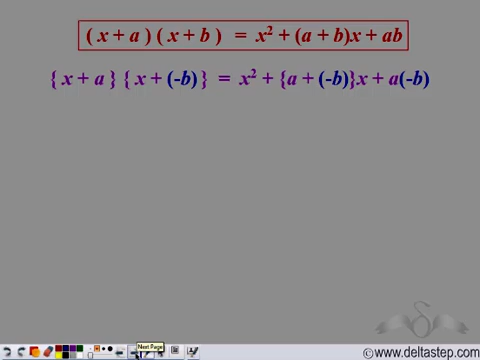 ( x + a ) ( x + b ) = x² + (a + b)x + ab
{ x + a } { x + (-b) } = x² + {a + (-b)}x + a(-b)
Next Page
©www.deltastep.com